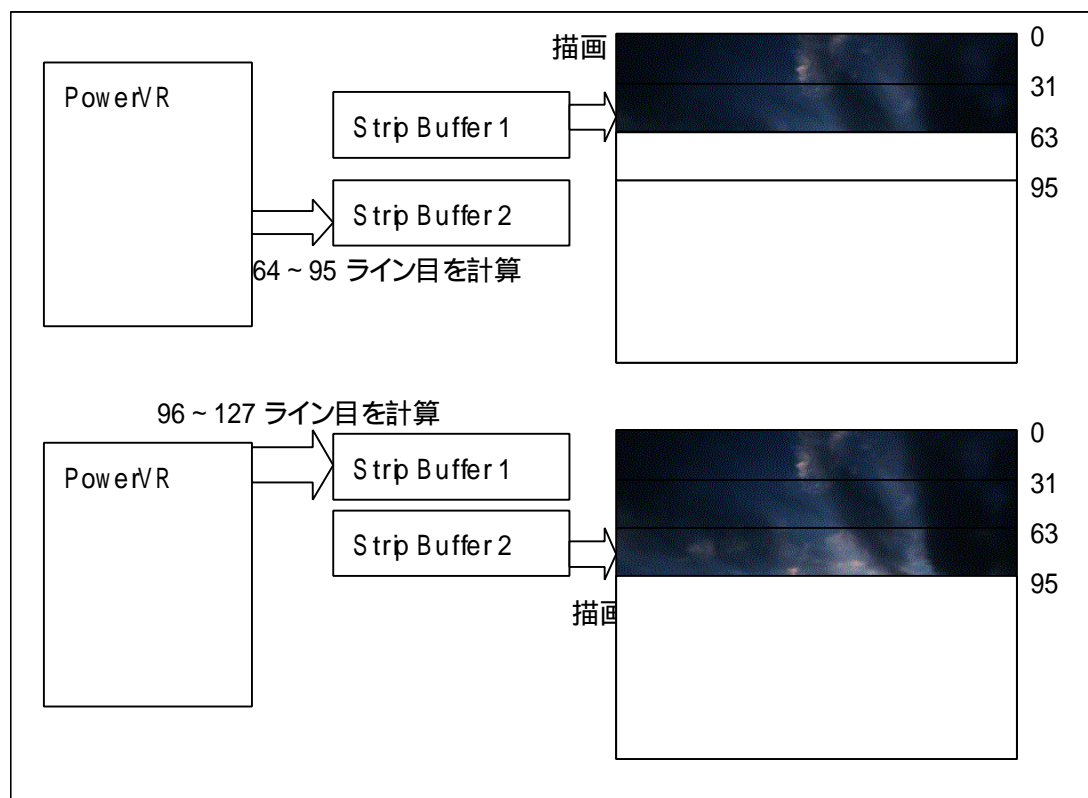 描画
0
PowerVR
31
Strip Buffer 1
63
95
Strip Buffer 2
64 ~ 95 ライン目を計算
96 ~ 127 ライン目を計算
0
PowerVR
Strip Buffer 1
31
63
Strip Buffer 2
95
描画